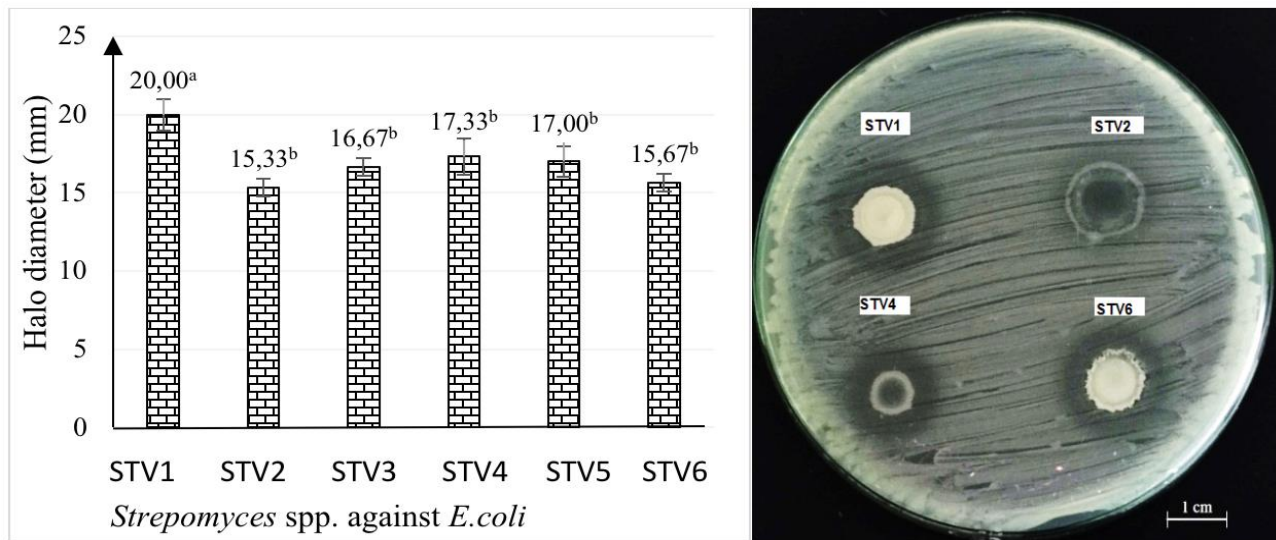 25
20
15
10
5
0
Halo diameter (mm)
20,00ᵃ
15,33ᵇ
16,67ᵇ
17,33ᵇ
17,00ᵇ
15,67ᵇ
STV1 STV2 STV3 STV4 STV5 STV6
Strepomyces spp. against E.coli
STV1 STV2
STV4 STV6
1 cm